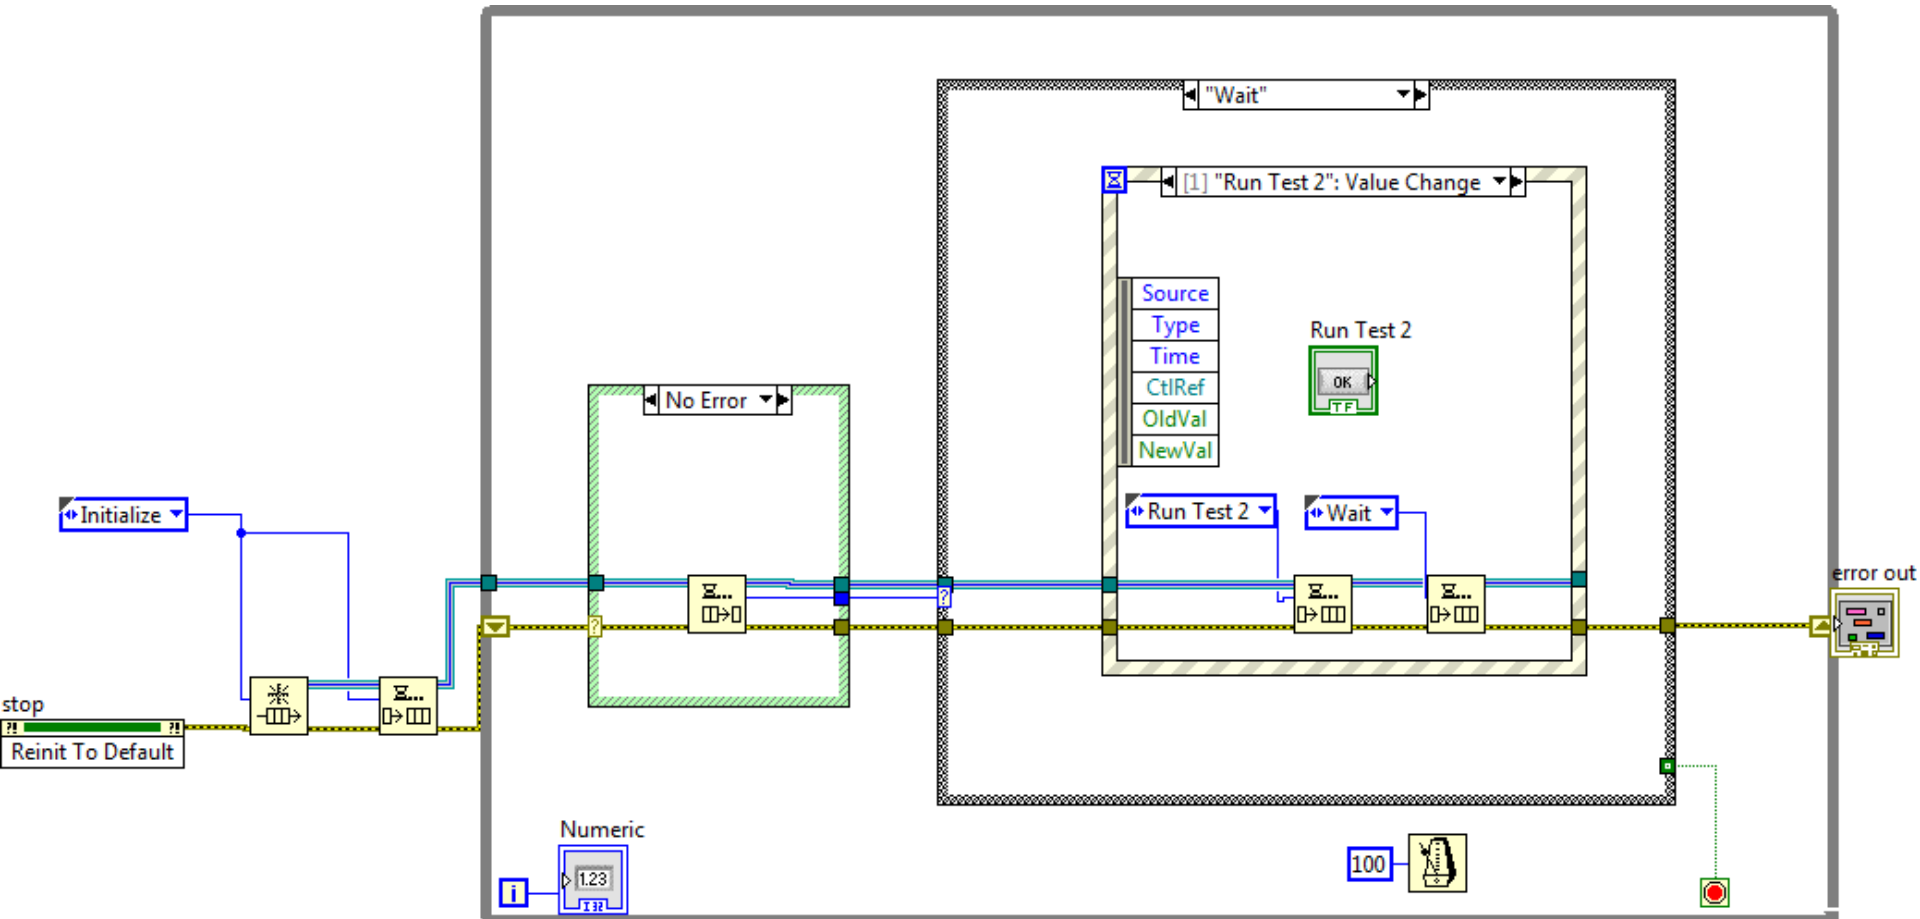 "Wait"
[1] "Run Test 2": Value Change
Source
Type
Time
CtlRef
OldVal
NewVal
Run Test 2
OK
TF
No Error
Initialize
Run Test 2
Wait
?
?
error out
stop
?!
?!
Reinit To Default
Numeric
1.23
I32
i
100